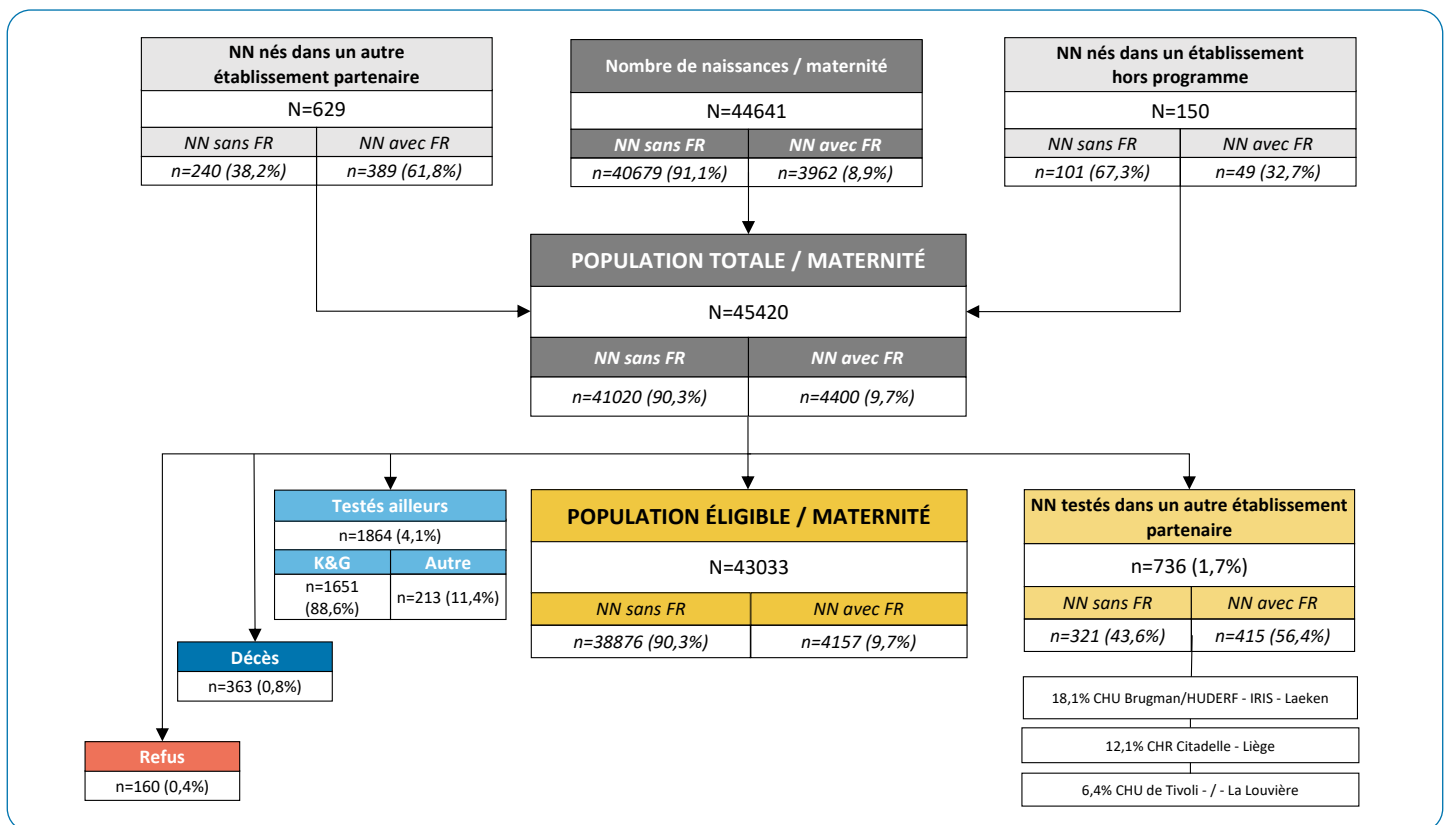 NN nés dans un autre
établissement partenaire
N=629
NN sans FR
NN avec FR
n=240 (38,2%)
n=389 (61,8%)
Nombre de naissances / maternité
N=44641
NN sans FR
NN avec FR
n=40679 (91,1%)
n=3962 (8,9%)
NN nés dans un établissement
hors programme
N=150
NN sans FR
NN avec FR
n=101 (67,3%)
n=49 (32,7%)
POPULATION TOTALE / MATERNITÉ
N=45420
NN sans FR
NN avec FR
n=41020 (90,3%)
n=4400 (9,7%)
Testés ailleurs
n=1864 (4,1%)
K&G
Autre
n=1651
(88,6%)
n=213 (11,4%)
POPULATION ÉLIGIBLE / MATERNITÉ
N=43033
NN sans FR
NN avec FR
n=38876 (90,3%)
n=4157 (9,7%)
NN testés dans un autre établissement
partenaire
n=736 (1,7%)
NN sans FR
NN avec FR
n=321 (43,6%)
n=415 (56,4%)
18,1% CHU Brugman/HUDERF - IRIS - Laeken
12,1% CHR Citadelle - Liège
6,4% CHU de Tivoli - / - La Louvière
Décès
n=363 (0,8%)
Refus
n=160 (0,4%)